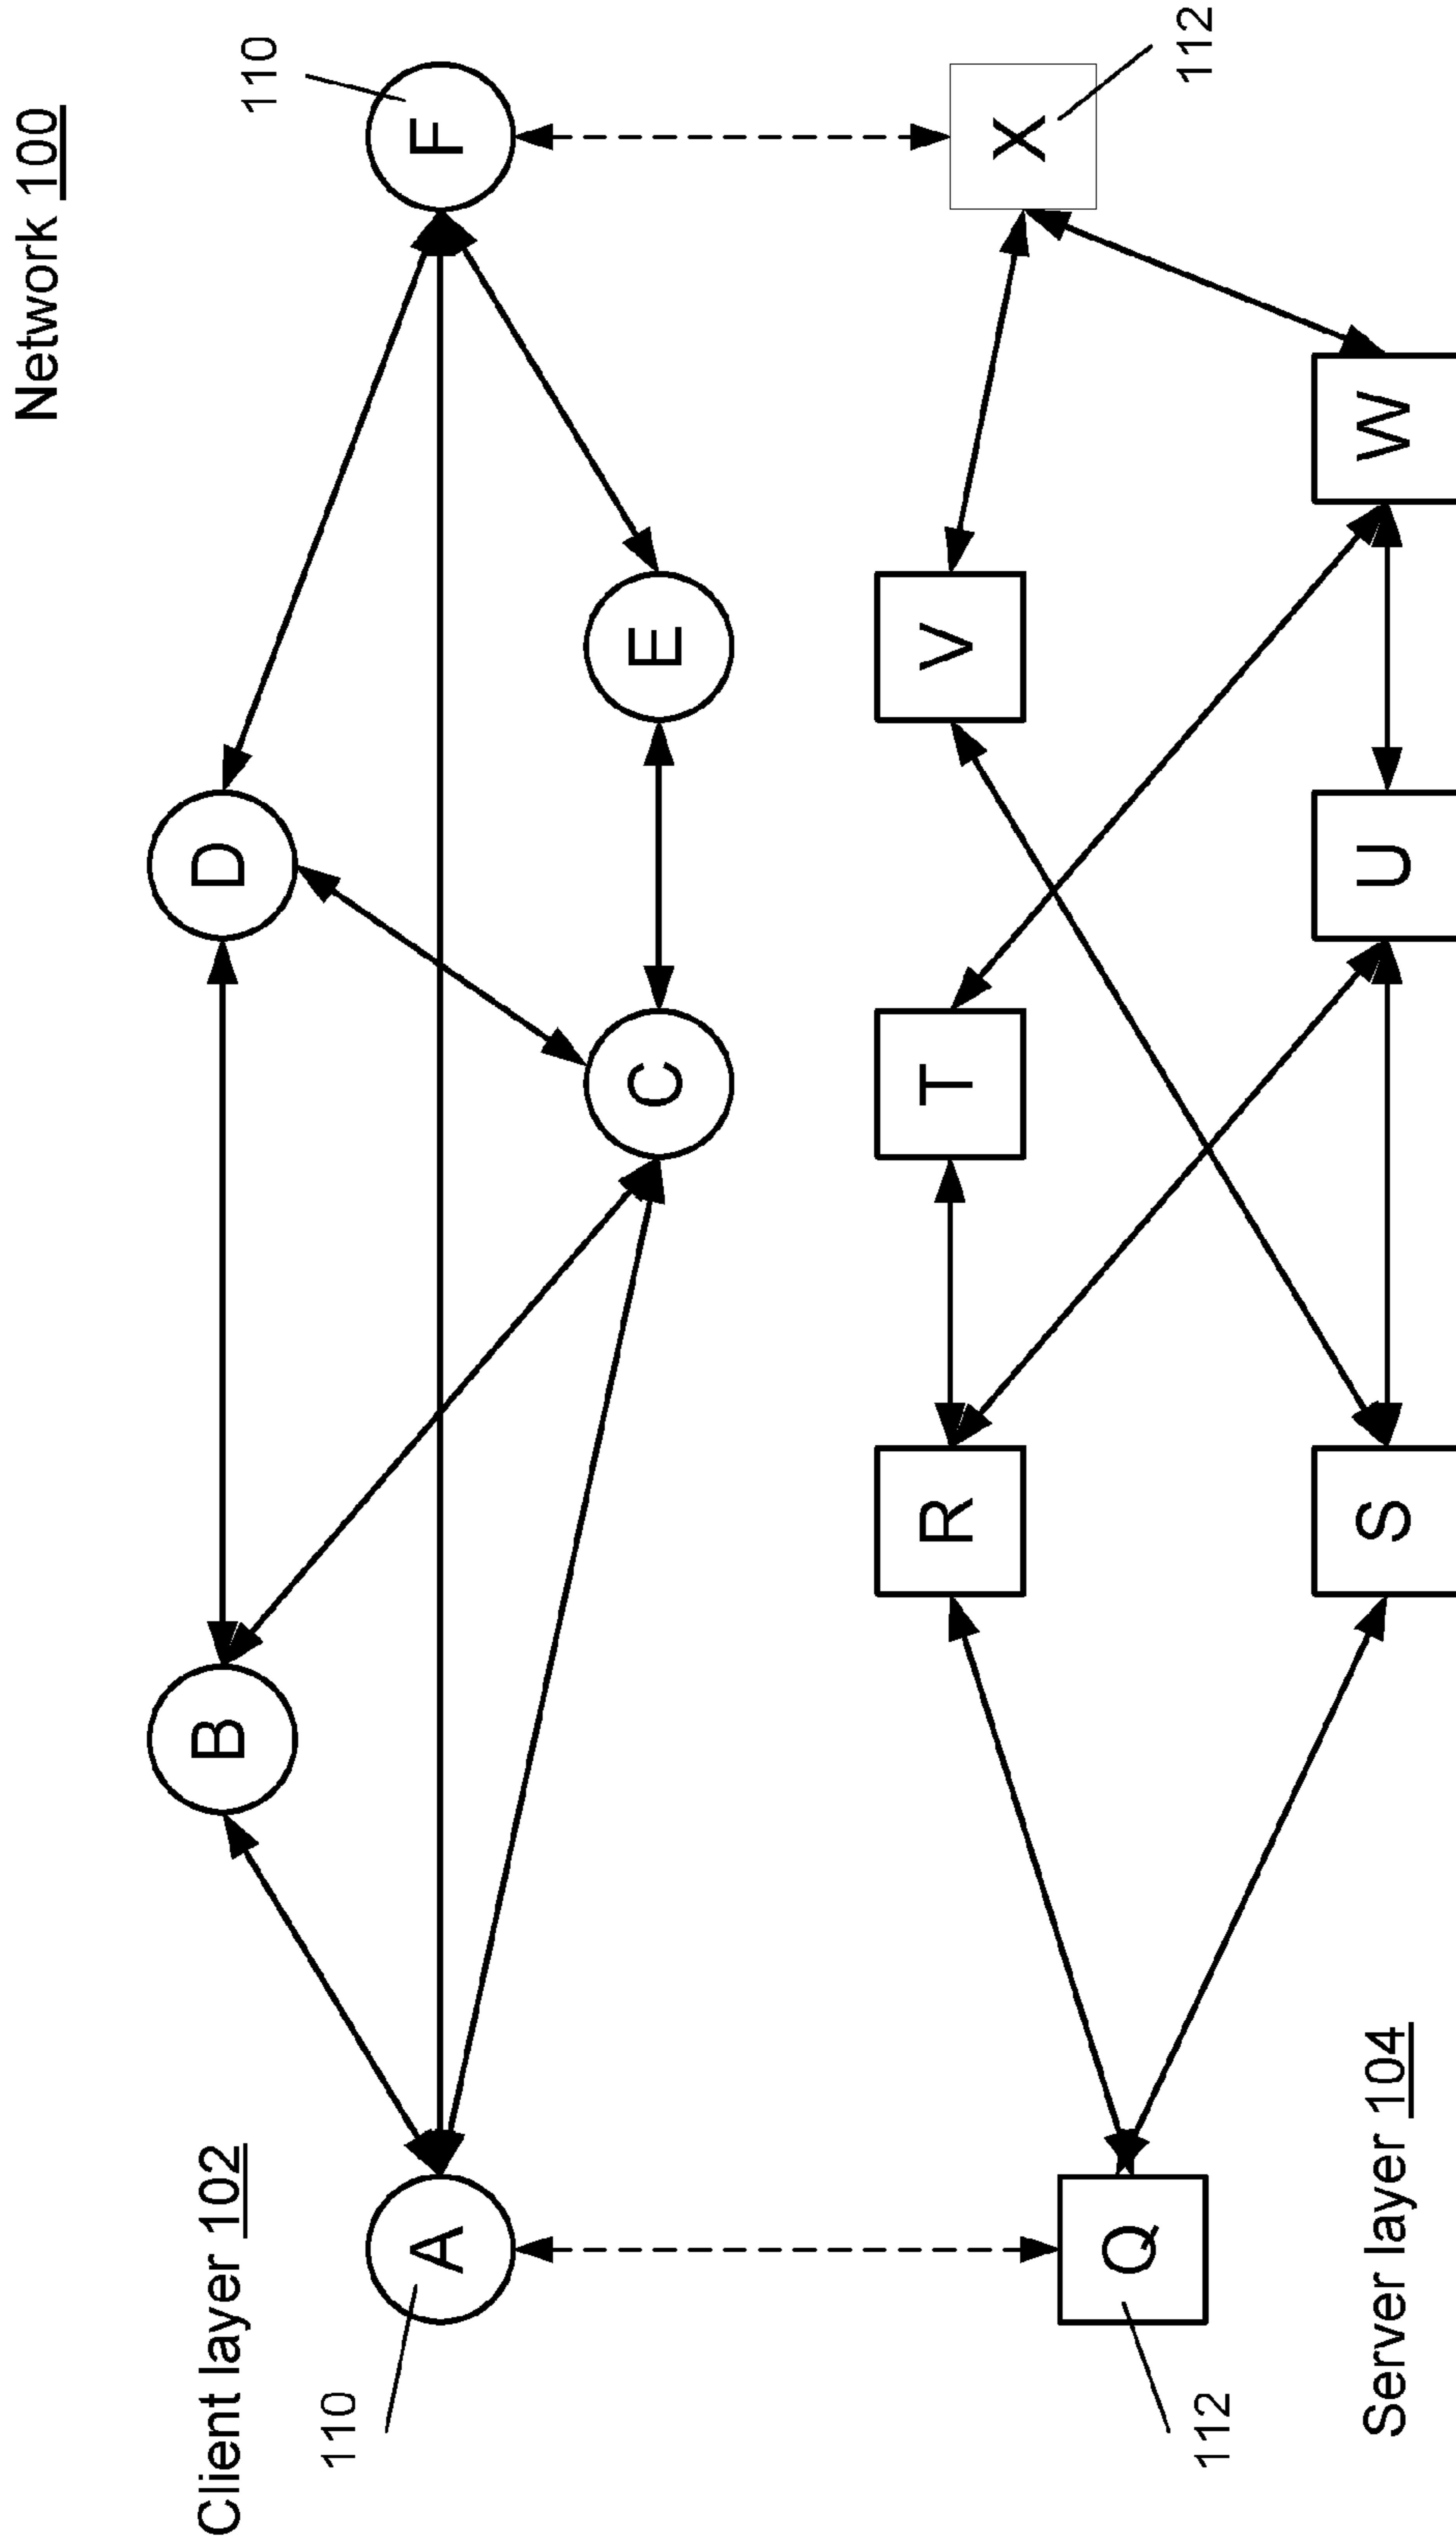 Network 100
Client layer 102
110
110
A
B
C
D
E
F
Q
R
S
T
U
V
W
X
112
112
Server layer 104